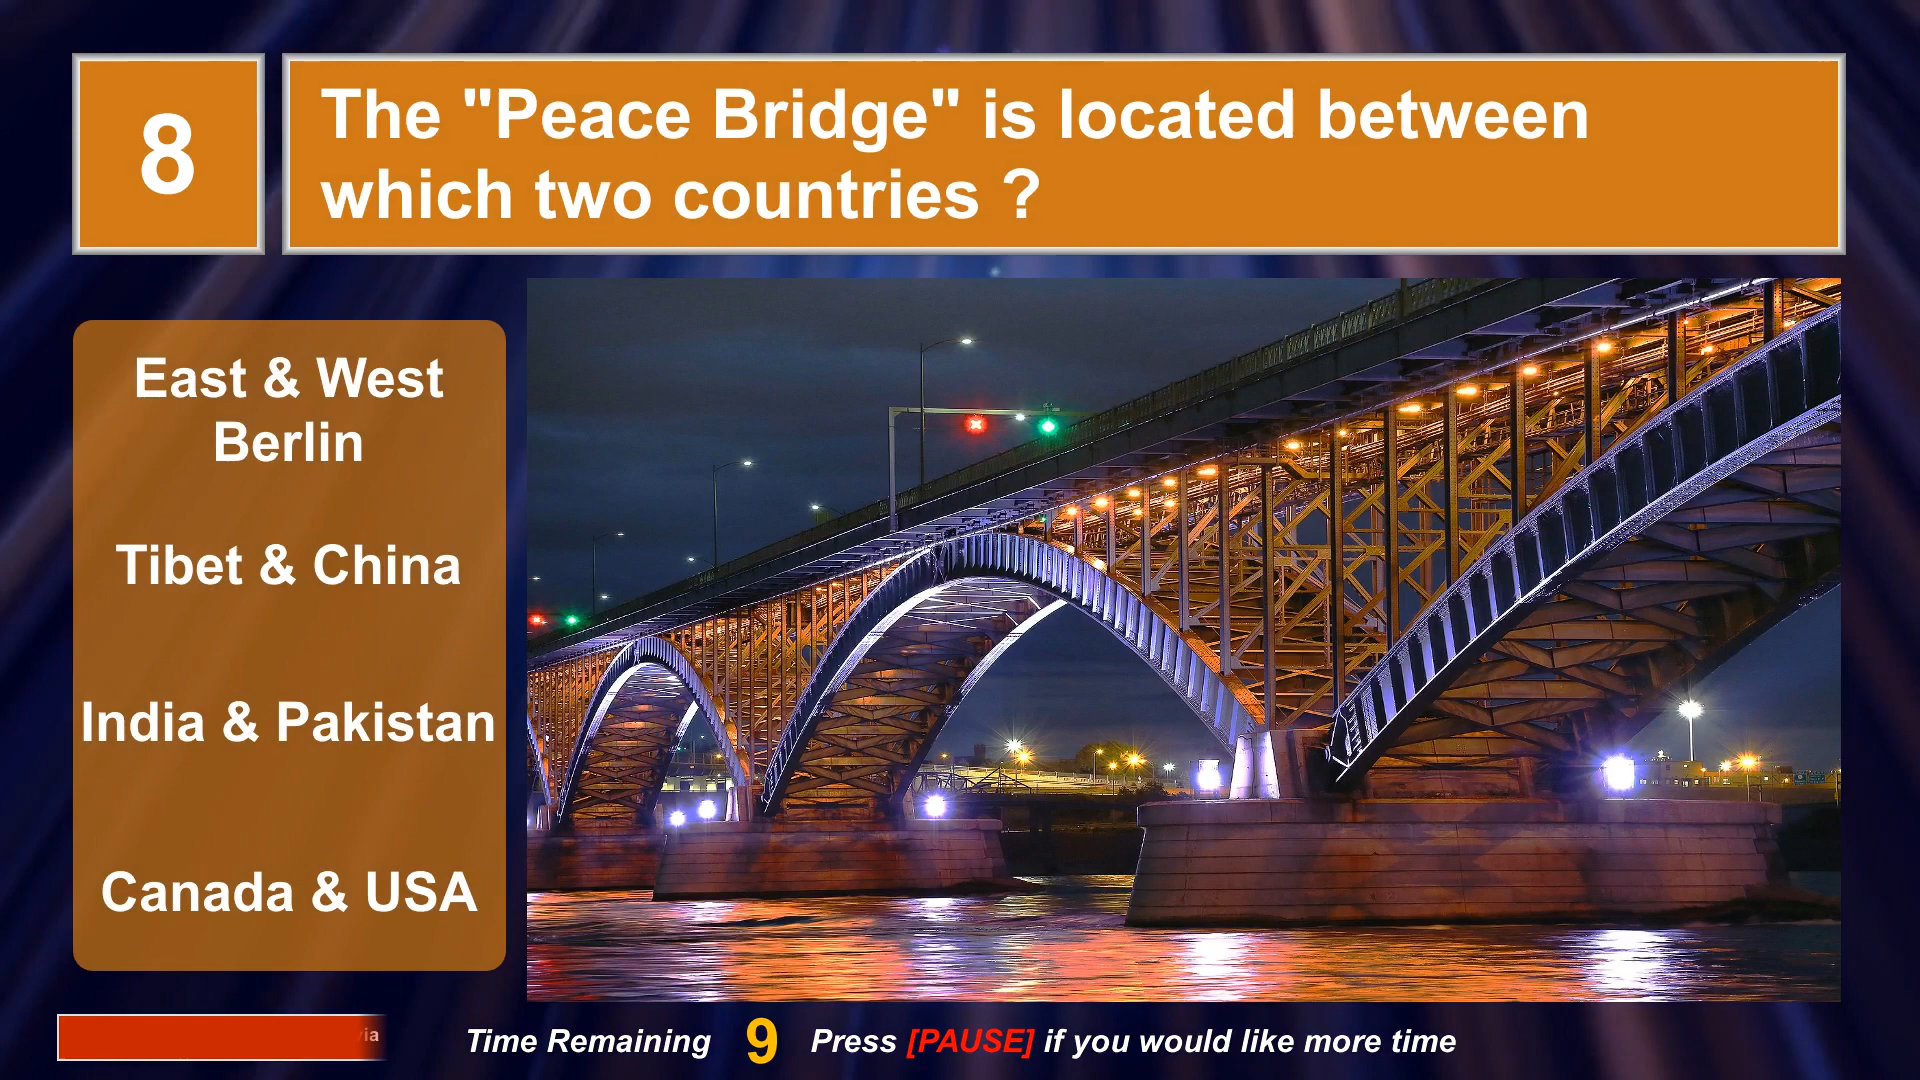 8
The "Peace Bridge" is located between
which two countries ?
East & West
Berlin
Tibet & China
India & Pakistan
Canada & USA
Time Remaining 9 Press [PAUSE] if you would like more time